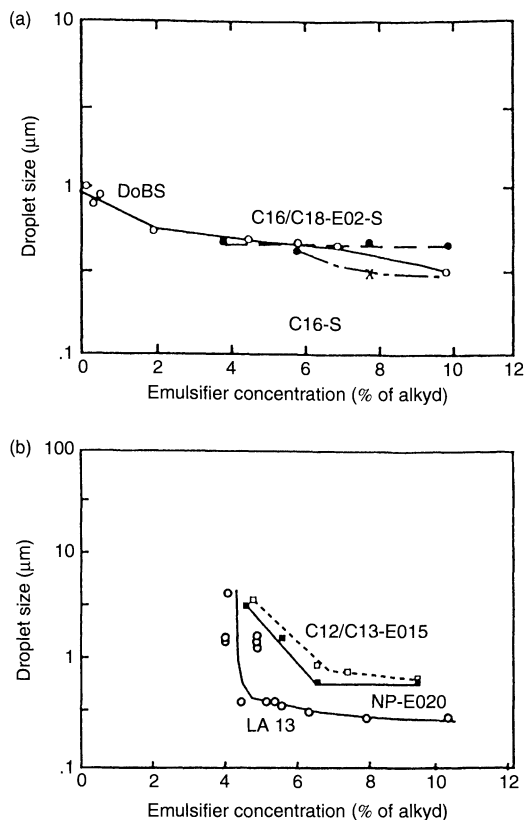 (a)
10
1
.1
Droplet size (μm)
DoBS
C16/C18-E02-S
C16-S
0 2 4 6 8 10 12
Emulsifier concentration (% of alkyd)
(b)
100
10
1
.1
Droplet size (μm)
C12/C13-E015
NP-E020
LA 13
0 2 4 6 8 10 12
Emulsifier concentration (% of alkyd)